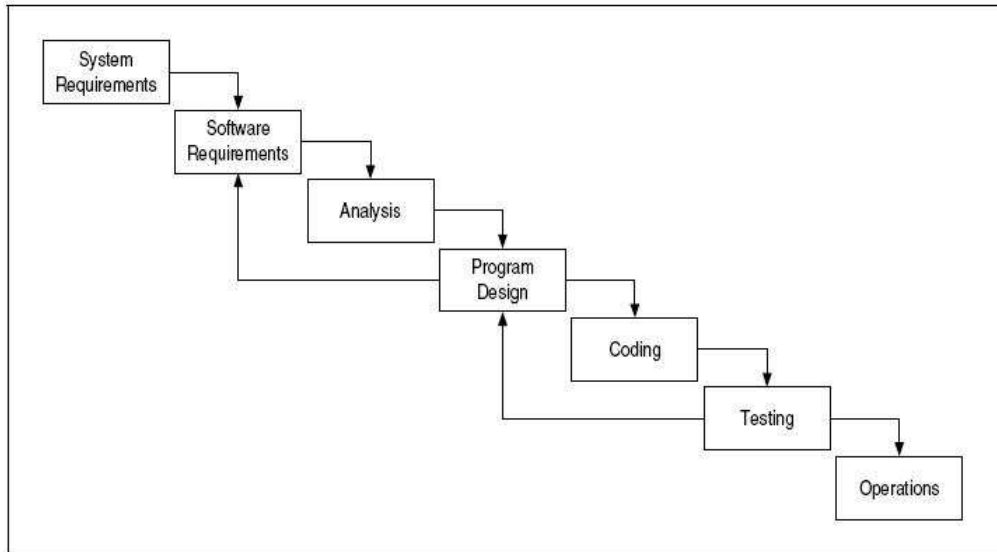 System
Requirements
Software
Requirements
Analysis
Program
Design
Coding
Testing
Operations